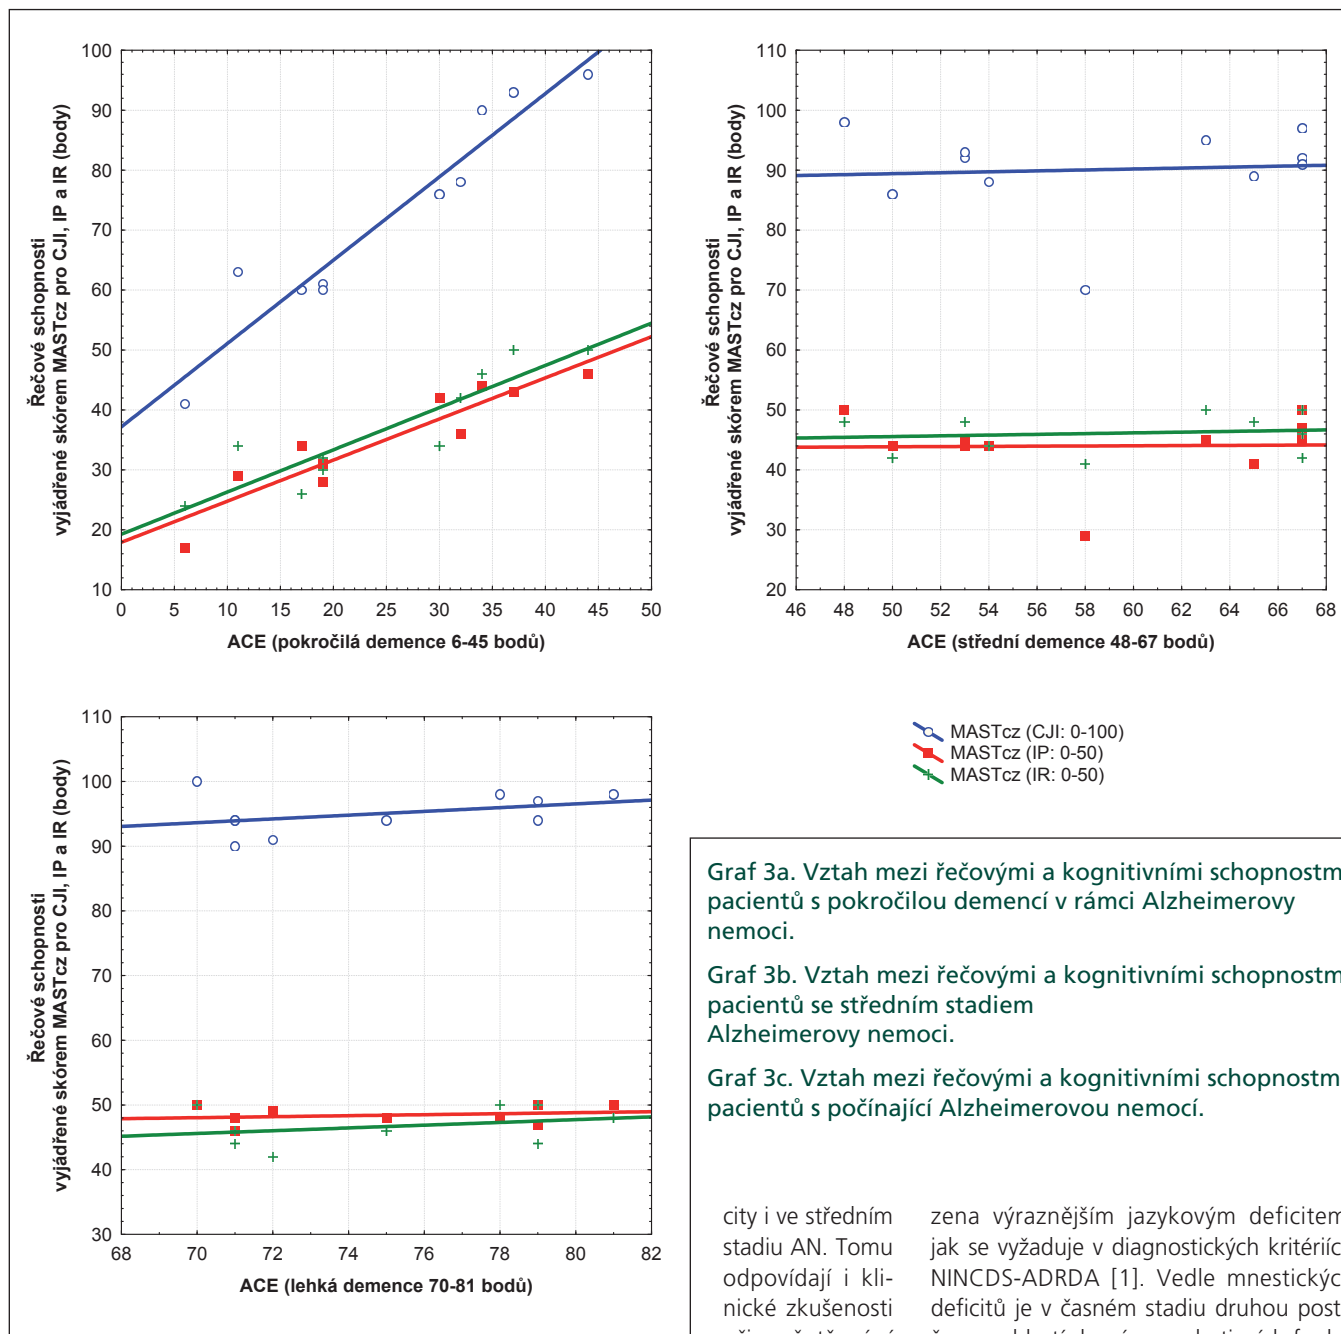 Řečové schopnosti
vyjádřené skórem MASTcz pro CJI, IP a IR (body)
100
90
80
70
60
50
40
30
20
10
0 5 10 15 20 25 30 35 40 45 50
ACE (pokročilá demence 6-45 bodů)
Řečové schopnosti
vyjádřené skórem MASTcz pro CJI, IP a IR (body)
110
100
90
80
70
60
50
40
30
20
46 48 50 52 54 56 58 60 62 64 66 68
ACE (střední demence 48-67 bodů)
Řečové schopnosti
vyjádřené skórem MASTcz pro CJI, IP a IR (body)
110
100
90
80
70
60
50
40
30
68 70 72 74 76 78 80 82
ACE (lehká demence 70-81 bodů)
MASTcz (CJI: 0-100)
MASTcz (IP: 0-50)
MASTcz (IR: 0-50)
Graf 3a. Vztah mezi řečovými a kognitivními schopnostm
pacientů s pokročilou demencí v rámci Alzheimerovy
nemoci.
Graf 3b. Vztah mezi řečovými a kognitivními schopnostm
pacientů se středním stadiem
Alzheimerovy nemoci.
Graf 3c. Vztah mezi řečovými a kognitivními schopnostm
pacientů s počínající Alzheimerovou nemocí.
city i ve středním
stadiu AN. Tomu
odpovídají i kli-
nické zkušenosti
zena výraznějším jazykovým deficitem
jak se vyžaduje v diagnostických kritériíc
NINCDS-ADRDA [1]. Vedle mnestickýc
deficitů je v časném stadiu druhou post